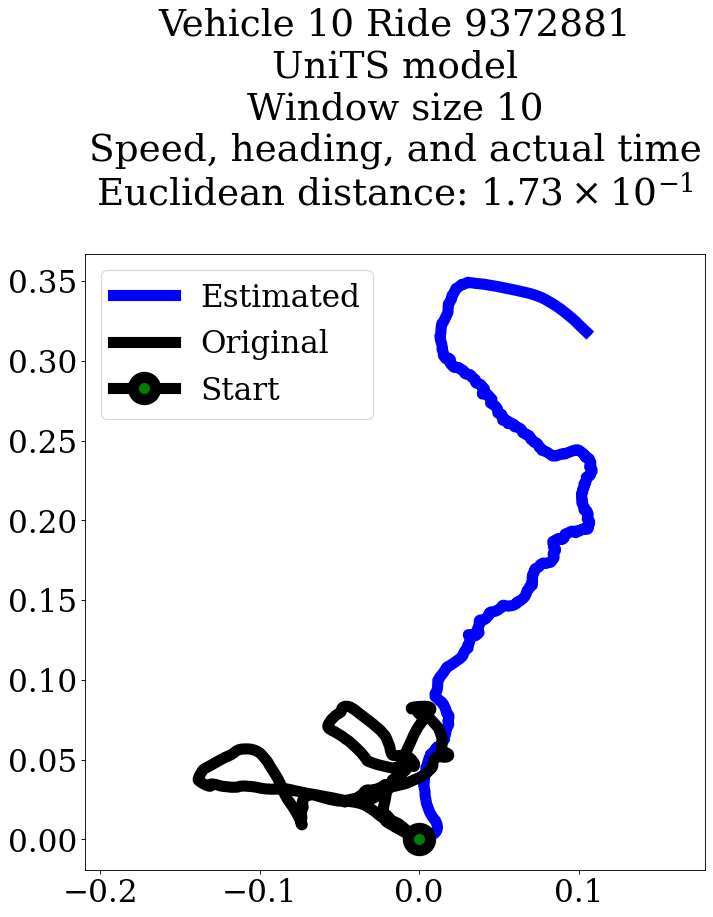 Vehicle 10 Ride 9372881
UniTS model
Window size 10
Speed, heading, and actual time
Euclidean distance: 1.73 × 10⁻¹
Estimated
Original
Start
0.35
0.30
0.25
0.20
0.15
0.10
0.05
0.00
−0.2 −0.1 0.0 0.1